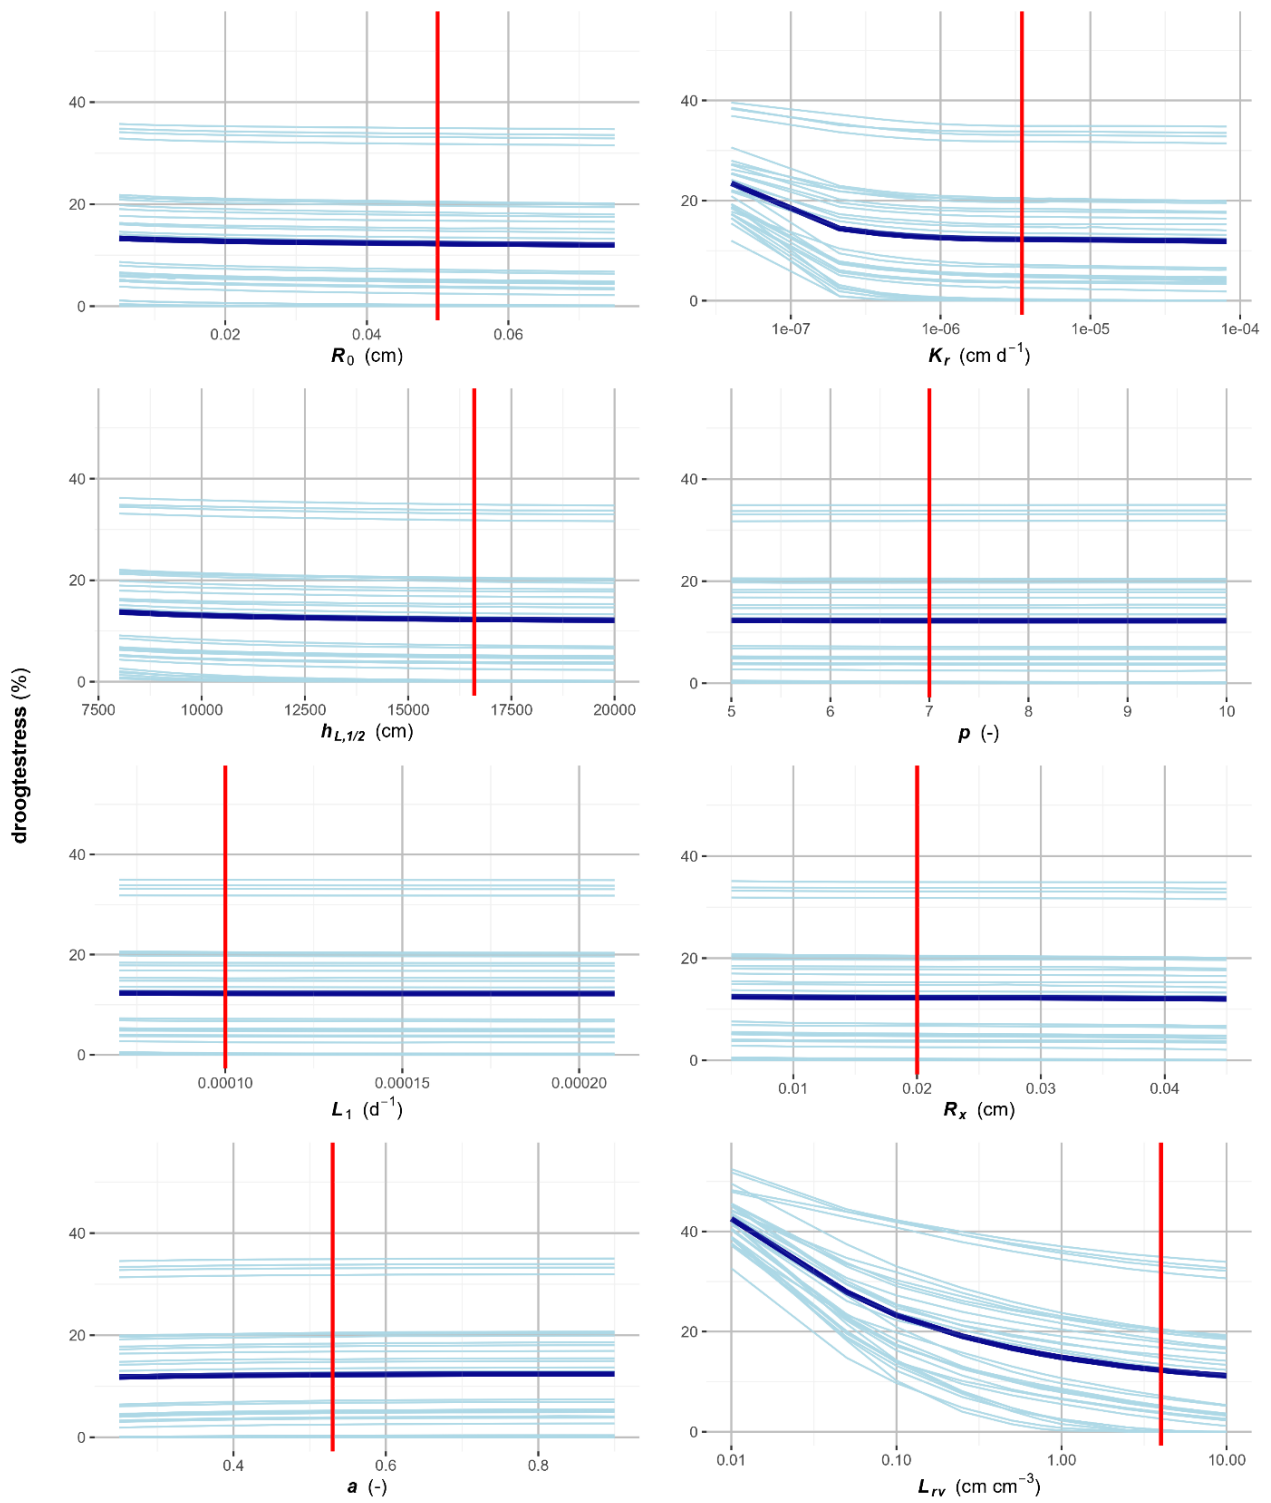 droogtestress (%)
40
20
0
0.02 0.04 0.06
R0 (cm)
40
20
0
1e-07 1e-06 1e-05 1e-04
Kr (cm d−1)
40
20
0
7500 10000 12500 15000 17500 20000
hL,1/2 (cm)
40
20
0
5 6 7 8 9 10
p (-)
40
20
0
0.00010 0.00015 0.00020
L1 (d−1)
40
20
0
0.01 0.02 0.03 0.04
Rx (cm)
40
20
0
0.4 0.6 0.8
a (-)
40
20
0
0.01 0.10 1.00 10.00
Lrv (cm cm−3)